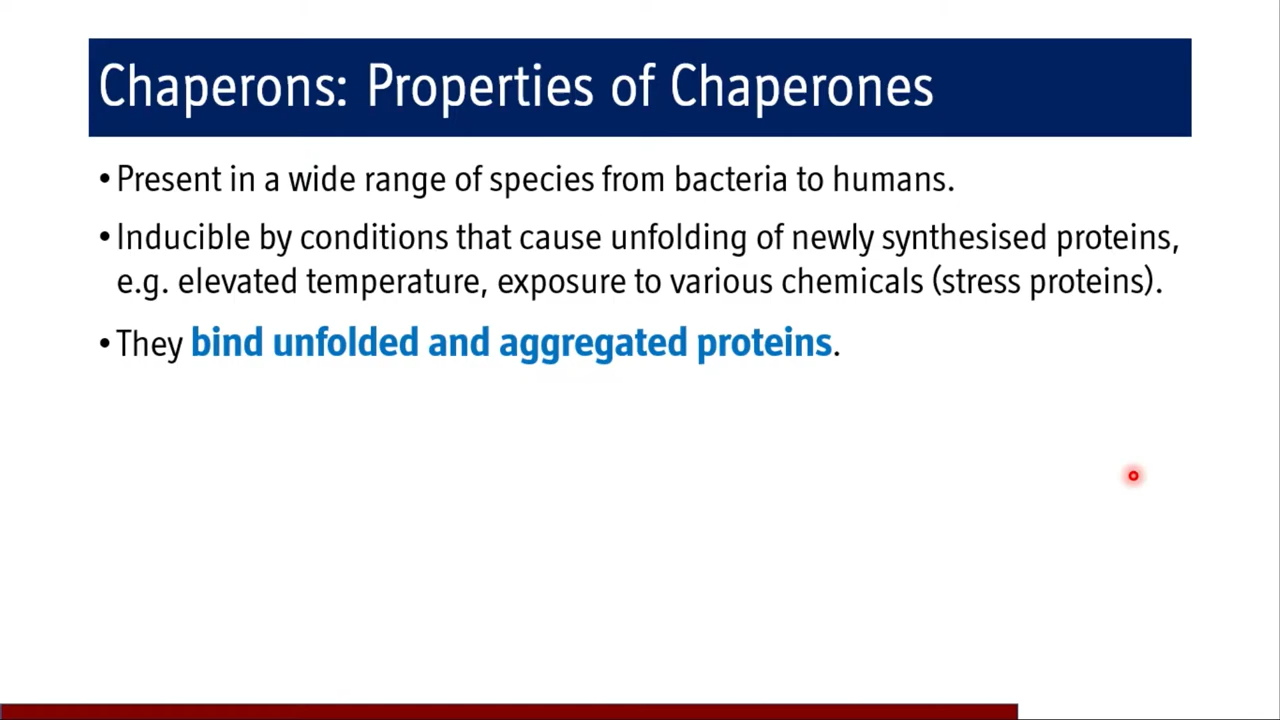 Chaperons: Properties of Chaperones
•Present in a wide range of species from bacteria to humans.
•Inducible by conditions that cause unfolding of newly synthesised proteins,
e.g. elevated temperature, exposure to various chemicals (stress proteins).
•They bind unfolded and aggregated proteins.